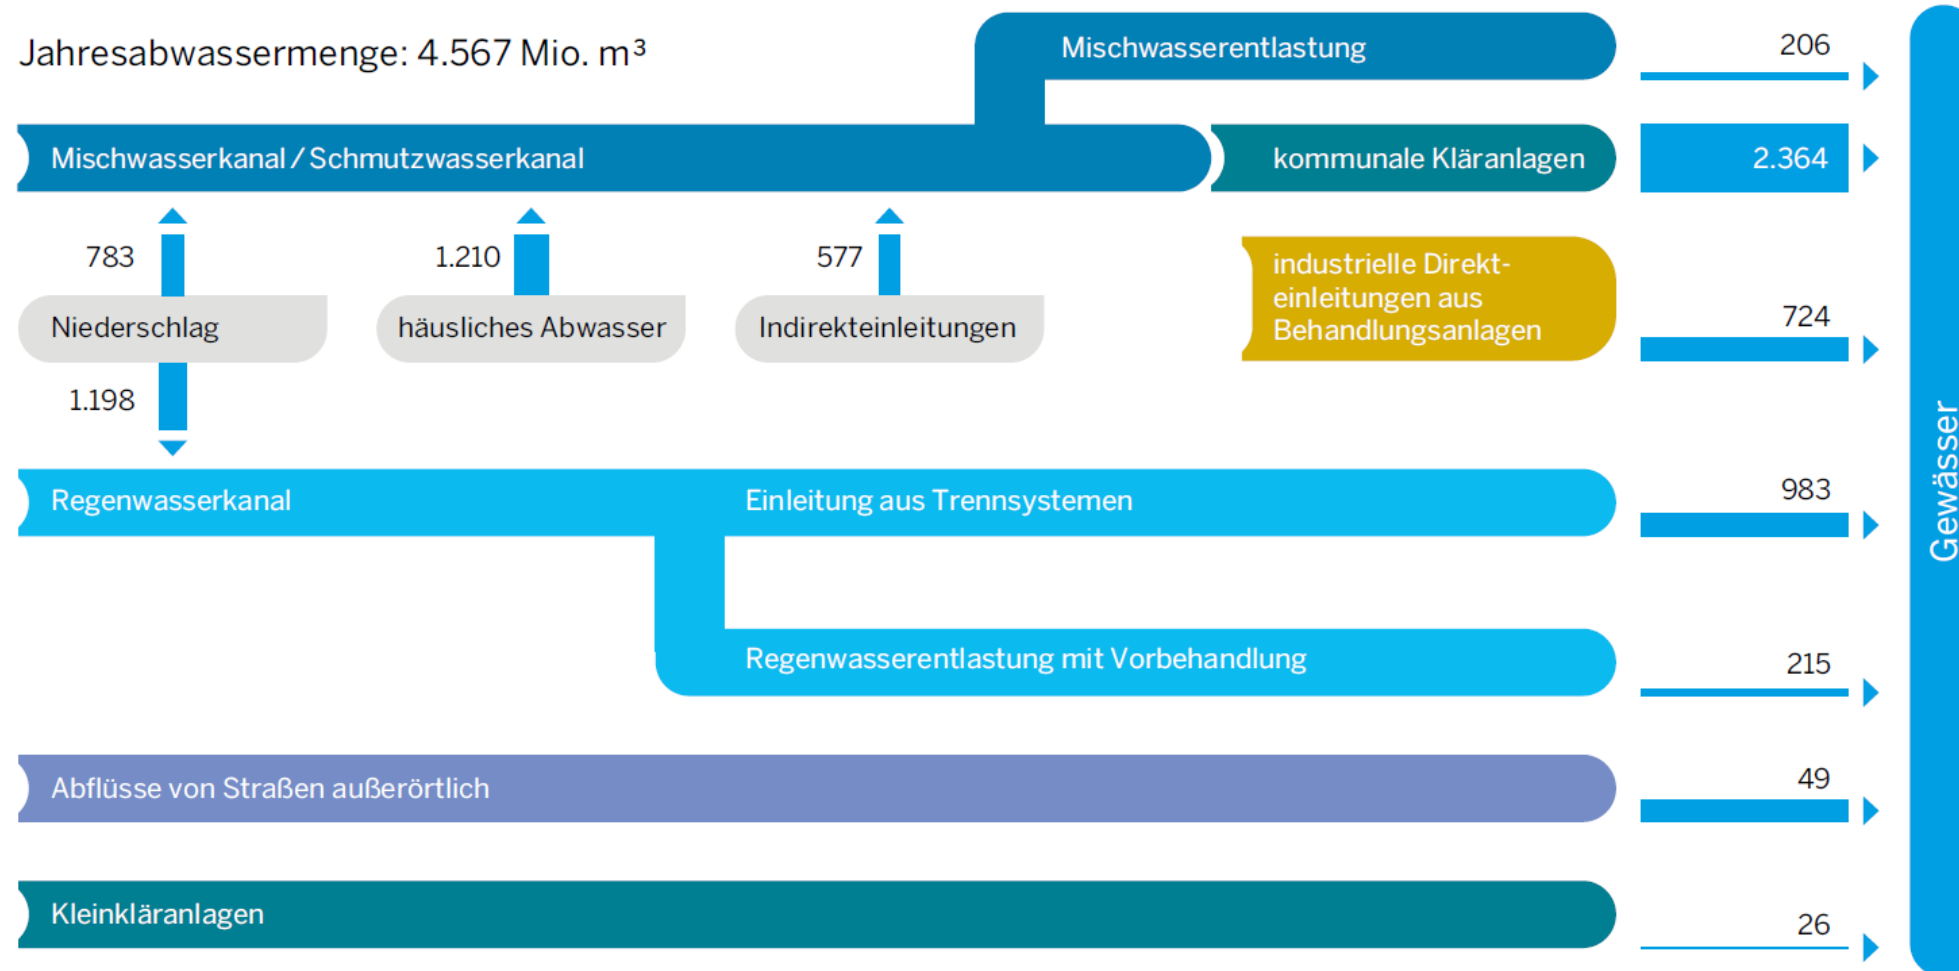 Jahresabwassermenge: 4.567 Mio. m³
Mischwasserentlastung
206
Mischwasserkanal / Schmutzwasserkanal
kommunale Kläranlagen
2.364
783
1.210
577
Niederschlag
häusliches Abwasser
Indirekteinleitungen
industrielle Direkt-
einleitungen aus
Behandlungsanlagen
724
1.198
Regenwasserkanal
Einleitung aus Trennsystemen
983
Regenwasserentlastung mit Vorbehandlung
215
Abflüsse von Straßen außerörtlich
49
Kleinkläranlagen
26
Gewässer